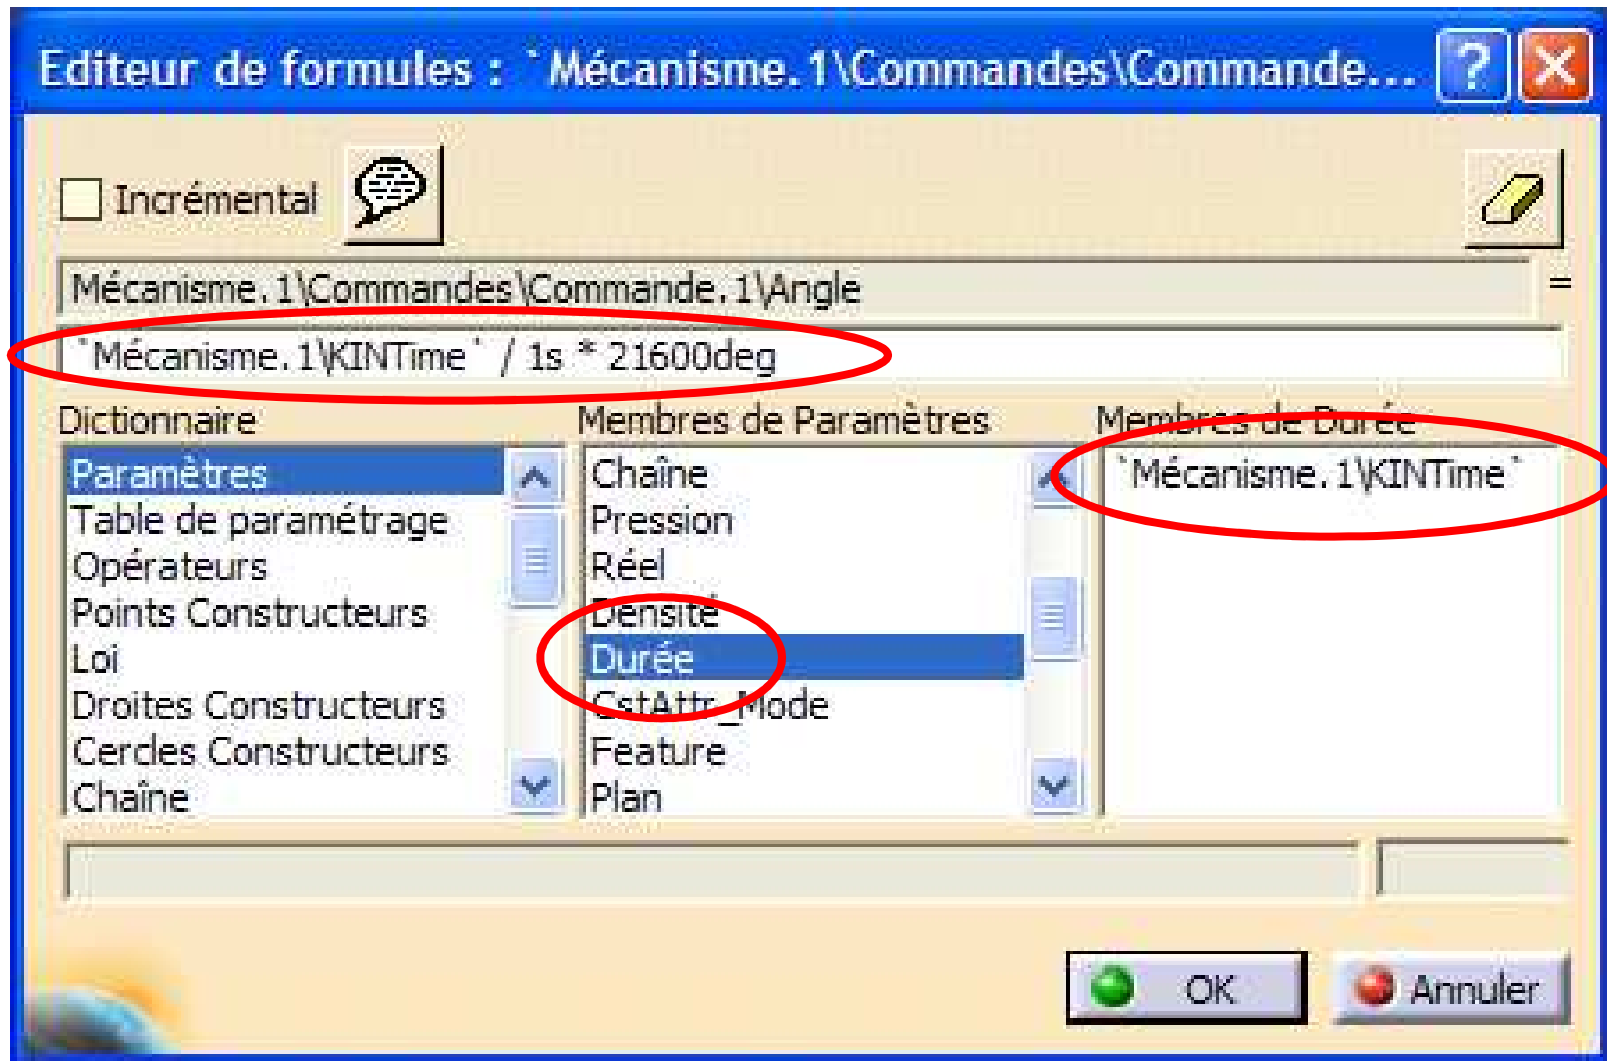 Editeur de formules : `Mécanisme.1\Commandes\Commande...
Incrémental
Mécanisme.1\Commandes\Commande.1\Angle =
`Mécanisme.1\KINTime` / 1s * 21600deg
Dictionnaire Membres de Paramètres Membres de Durée
Paramètres Chaîne `Mécanisme.1\KINTime`
Table de paramétrage Pression
Opérateurs Réel
Points Constructeurs Densité
Loi Durée
Droites Constructeurs CstAttr_Mode
Cercles Constructeurs Feature
Chaîne Plan
OK Annuler